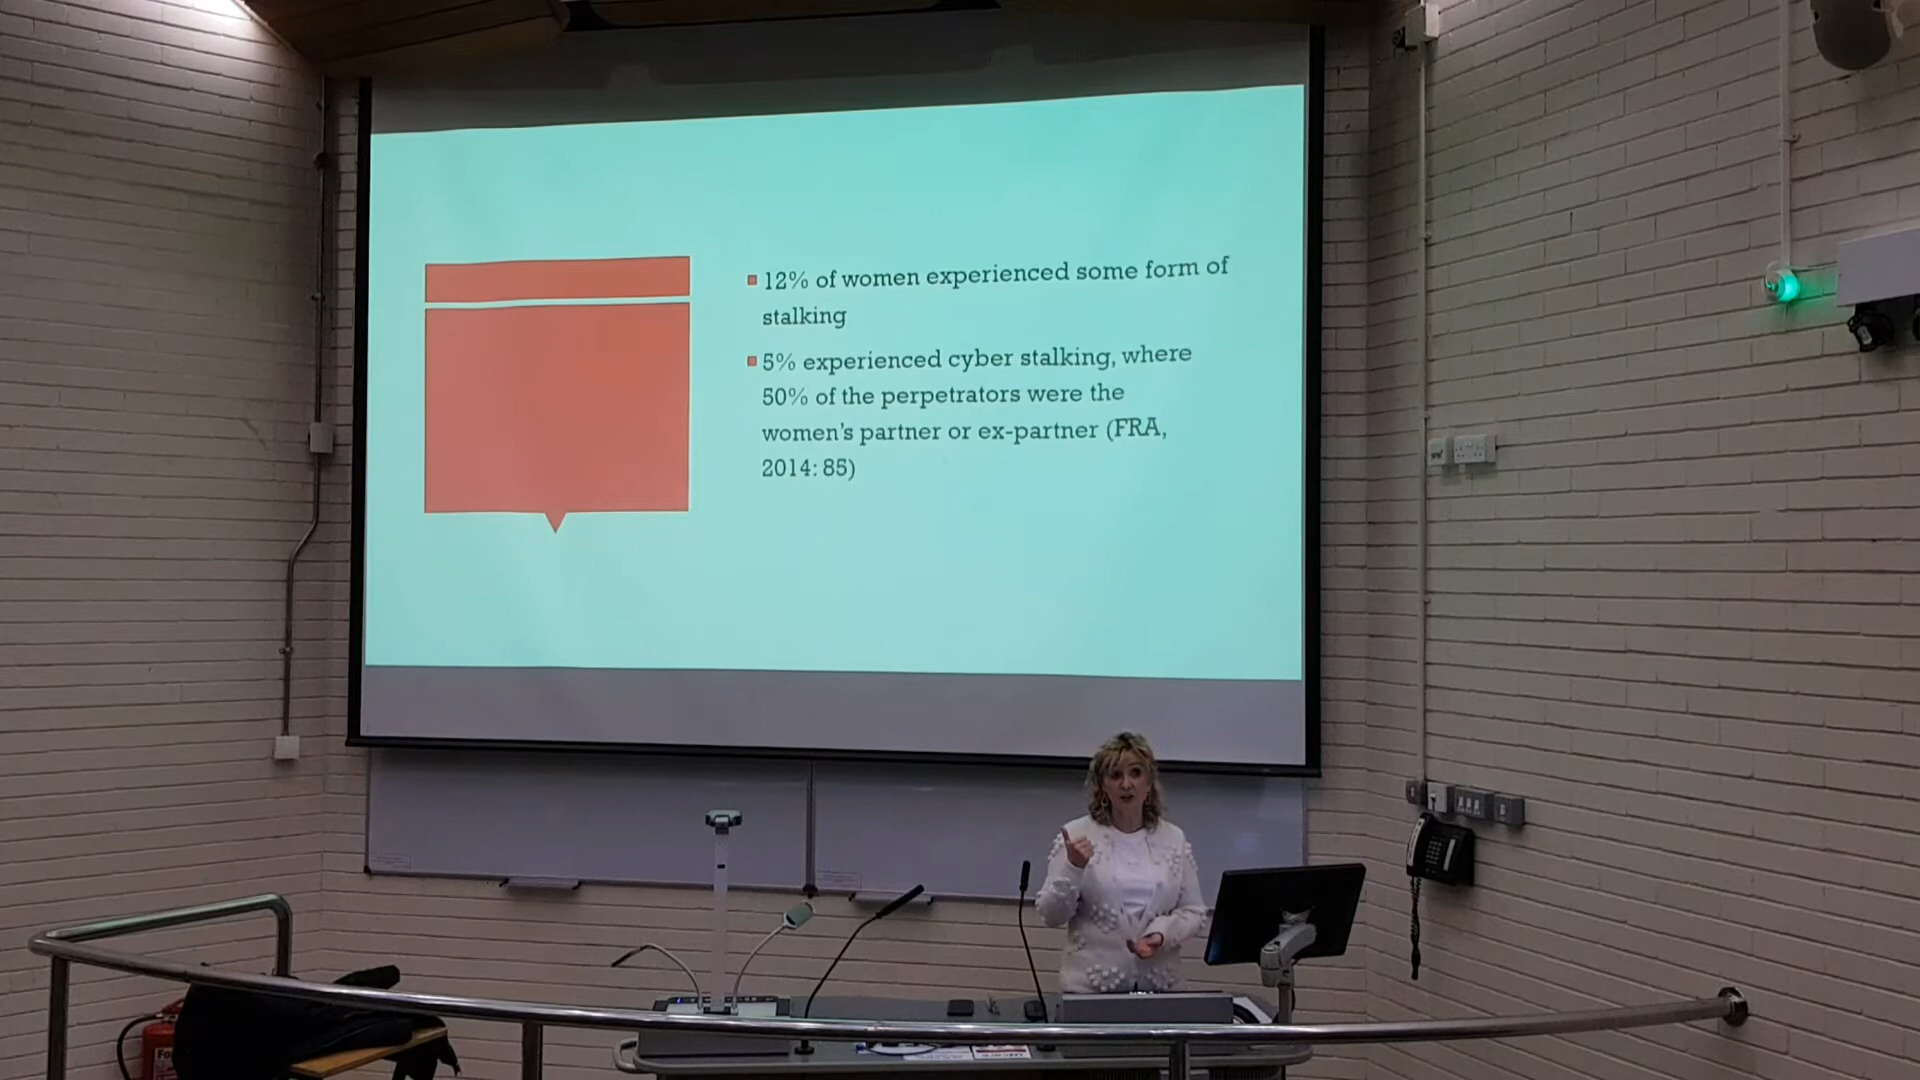 12% of women experienced some form of
stalking
5% experienced cyber stalking, where
50% of the perpetrators were the
women's partner or ex-partner (FRA,
2014: 85)